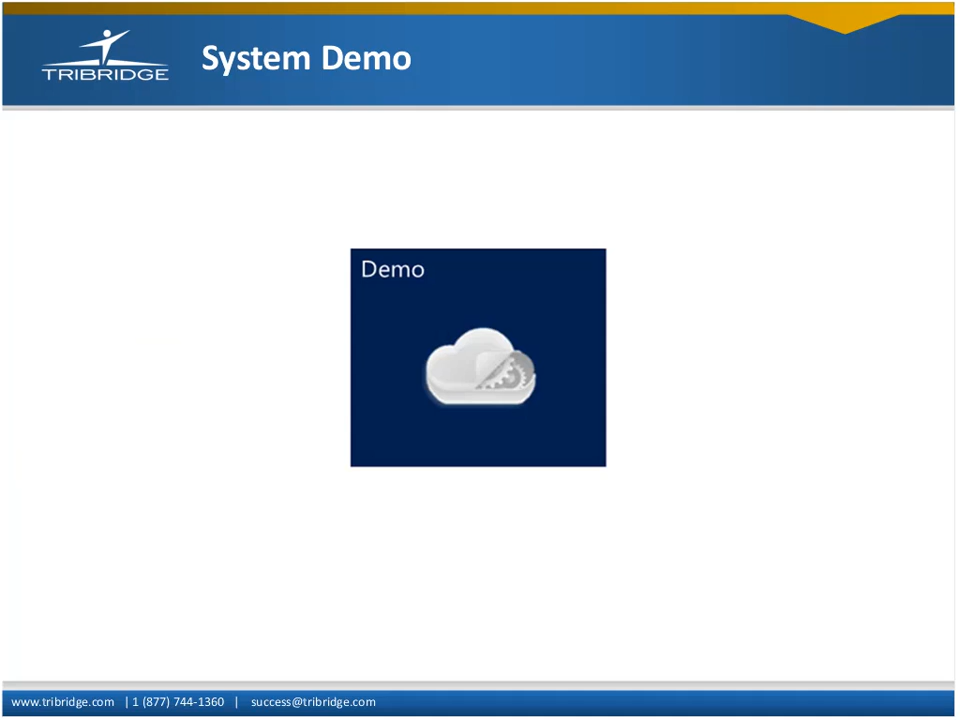 TRIBRIDGE
System Demo
Demo
www.tribridge.com | 1 (877) 744-1360 | success@tribridge.com